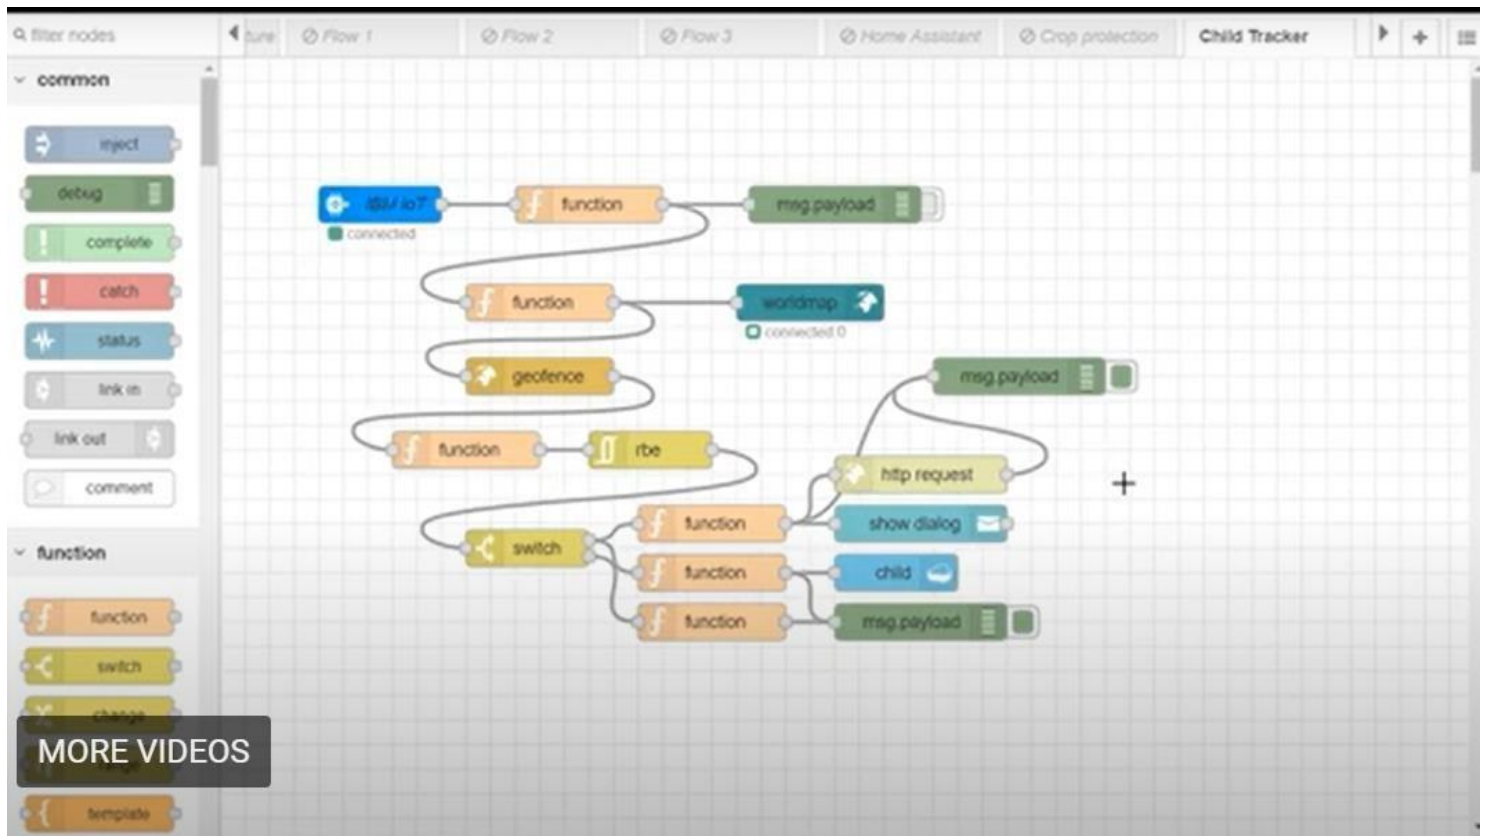 filter nodes
ture
Flow 1
Flow 2
Flow 3
Home Assistant
Crop protection
Child Tracker
common
inject
debug
complete
catch
status
link in
link out
comment
function
function
switch
change
range
template
IBM IoT
connected
function
msg.payload
function
worldmap
connected 0
geofence
msg.payload
function
rbe
http request
switch
function
show dialog
function
child
function
msg.payload
MORE VIDEOS